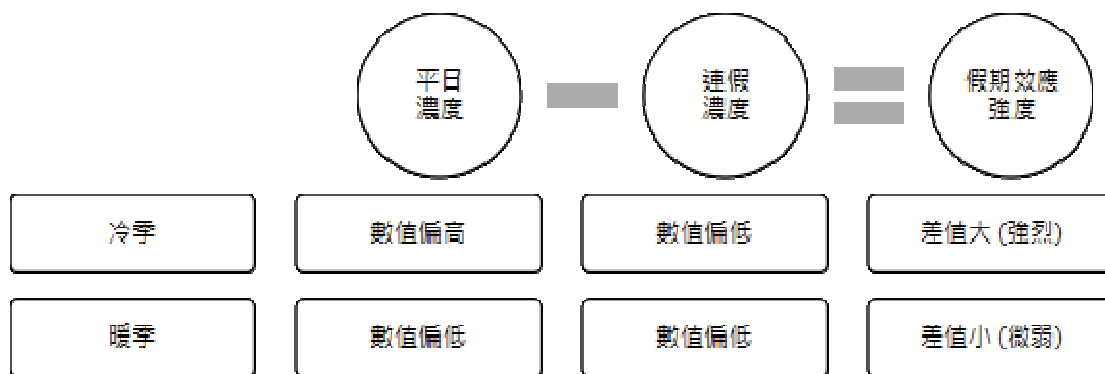 平日
濃度
連假
濃度
假期效應
強度
冷季
數值偏高
數值偏低
差值大 (強烈)
暖季
數值偏低
數值偏低
差值小 (微弱)